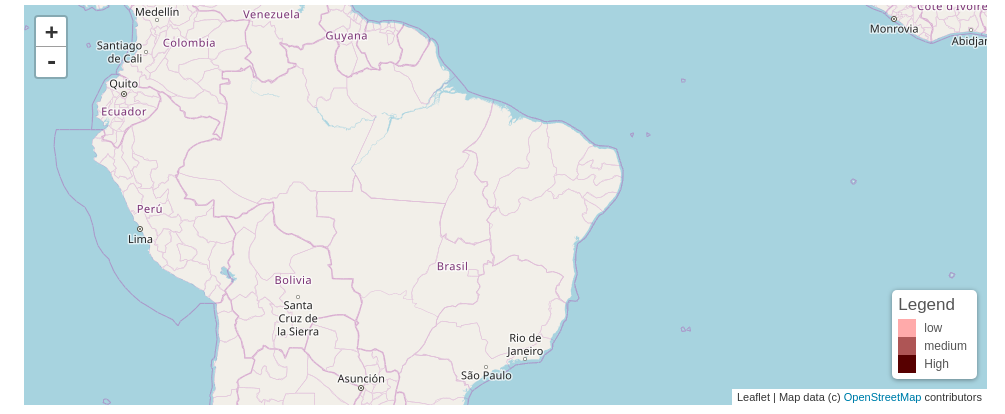 Medellín
Venezuela
Côte d'Ivoire
+
-
Colombia
Guyana
Monrovia
Santiago
de Cali
Abidjan
Quito
Ecuador
Perú
Lima
Brasil
Bolivia
Santa
Cruz de
la Sierra
Legend
low
medium
High
Rio de
Janeiro
São Paulo
Asunción
Leaflet | Map data (c) OpenStreetMap contributors